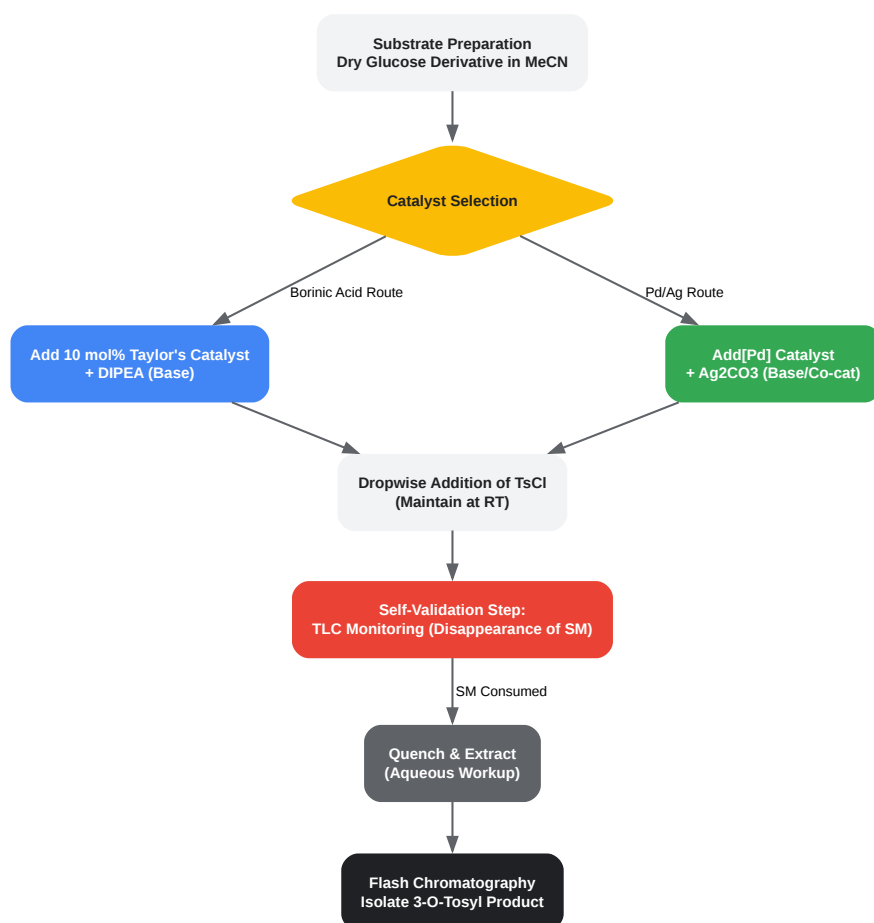 Substrate Preparation
Dry Glucose Derivative in MeCN
Catalyst Selection
Borinic Acid Route
Pd/Ag Route
Add 10 mol% Taylor's Catalyst
+ DIPEA (Base)
Add[Pd] Catalyst
+ Ag2CO3 (Base/Co-cat)
Dropwise Addition of TsCl
(Maintain at RT)
Self-Validation Step:
TLC Monitoring (Disappearance of SM)
SM Consumed
Quench & Extract
(Aqueous Workup)
Flash Chromatography
Isolate 3-O-Tosyl Product